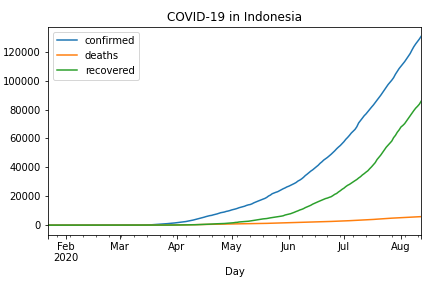 COVID-19 in Indonesia
confirmed
deaths
recovered
120000
100000
80000
60000
40000
20000
0
Feb Mar Apr May Jun Jul Aug
2020
Day